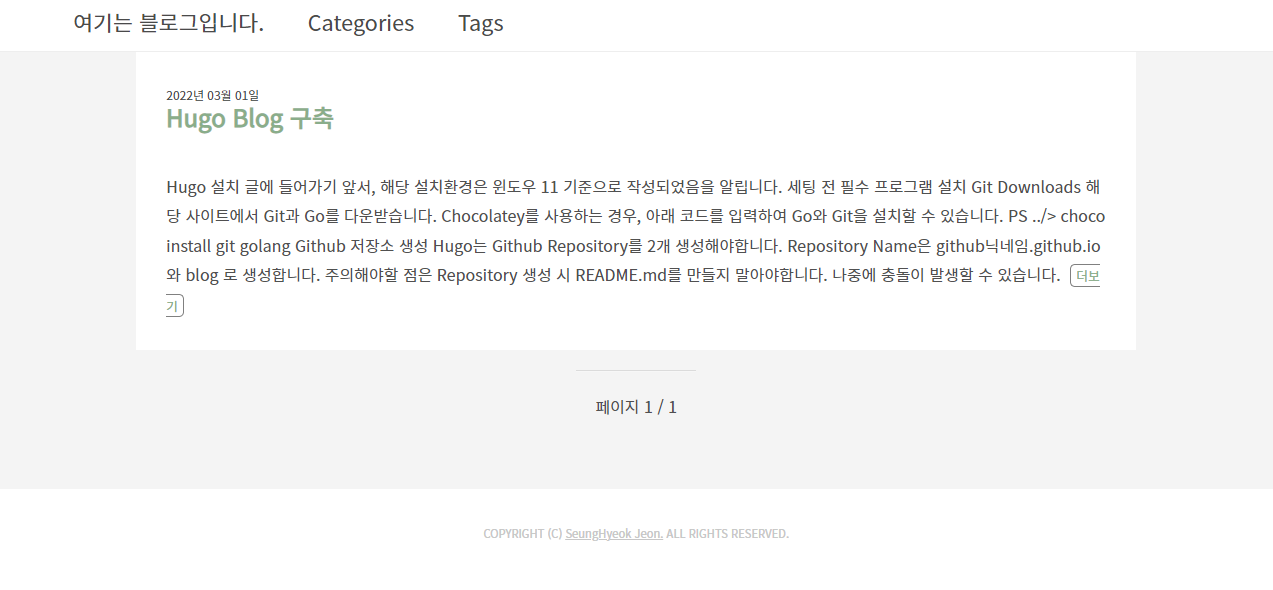 여기는 블로그입니다. Categories Tags
2022년 03월 01일
Hugo Blog 구축
Hugo 설치 글에 들어가기 앞서, 해당 설치환경은 윈도우 11 기준으로 작성되었음을 알립니다. 세팅 전 필수 프로그램 설치 Git Downloads 해
당 사이트에서 Git과 Go를 다운받습니다. Chocolatey를 사용하는 경우, 아래 코드를 입력하여 Go와 Git을 설치할 수 있습니다. PS ../> choco
install git golang Github 저장소 생성 Hugo는 Github Repository를 2개 생성해야합니다. Repository Name은 github닉네임.github.io
와 blog 로 생성합니다. 주의해야할 점은 Repository 생성 시 README.md를 만들지 말아야합니다. 나중에 충돌이 발생할 수 있습니다. 더보
기
페이지 1 / 1
COPYRIGHT (C) SeungHyeok Jeon. ALL RIGHTS RESERVED.